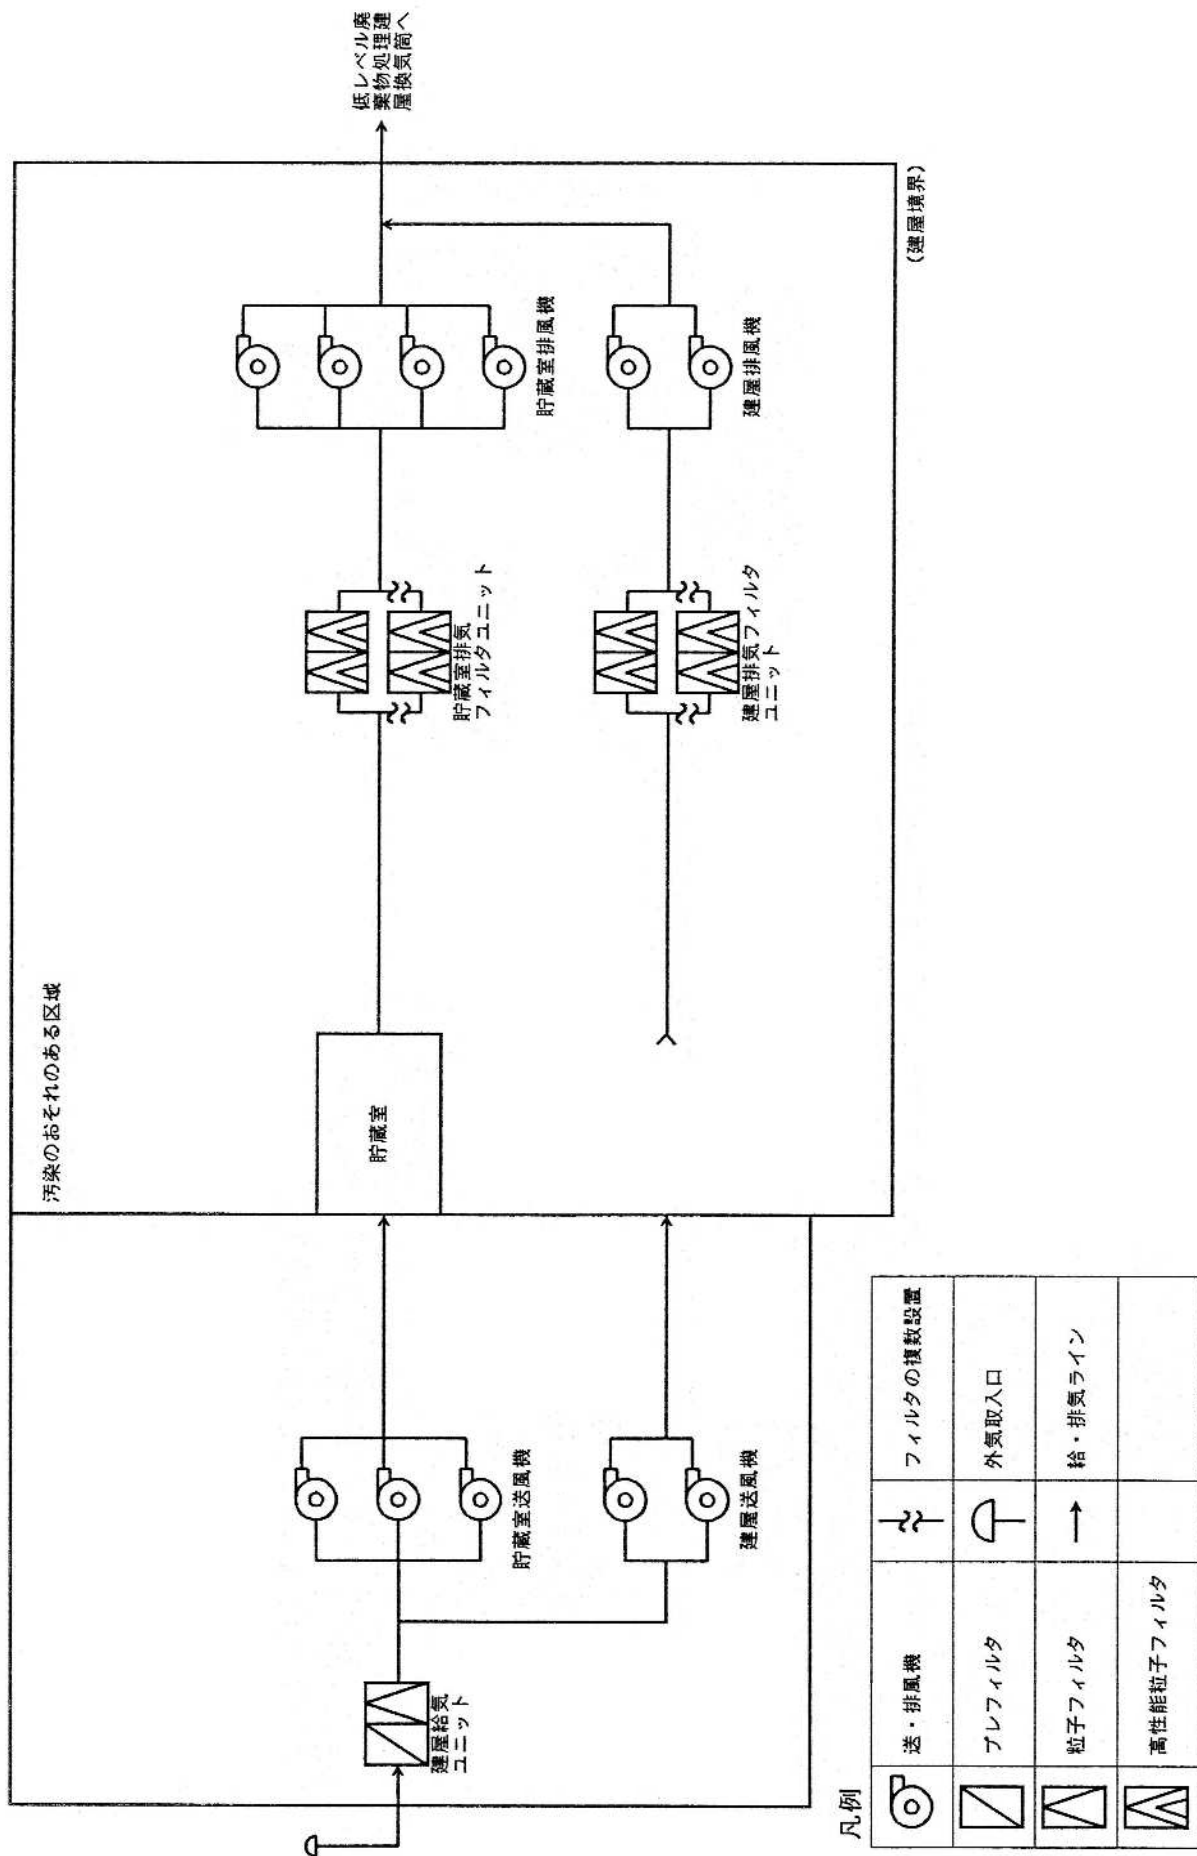 汚染のおそれのある区域
低レベル廃
棄物処理建
屋換気筒へ
貯蔵室排風機
貯蔵室排気
フィルタユニット
貯蔵室
貯蔵室送風機
建屋給気
ユニット
建屋排風機
建屋排気フィルタ
ユニット
建屋送風機
(建屋境界)
凡例
送・排風機
フィルタの複数設置
プレフィルタ
外気取入口
粒子フィルタ
給・排気ライン
高性能粒子フィルタ